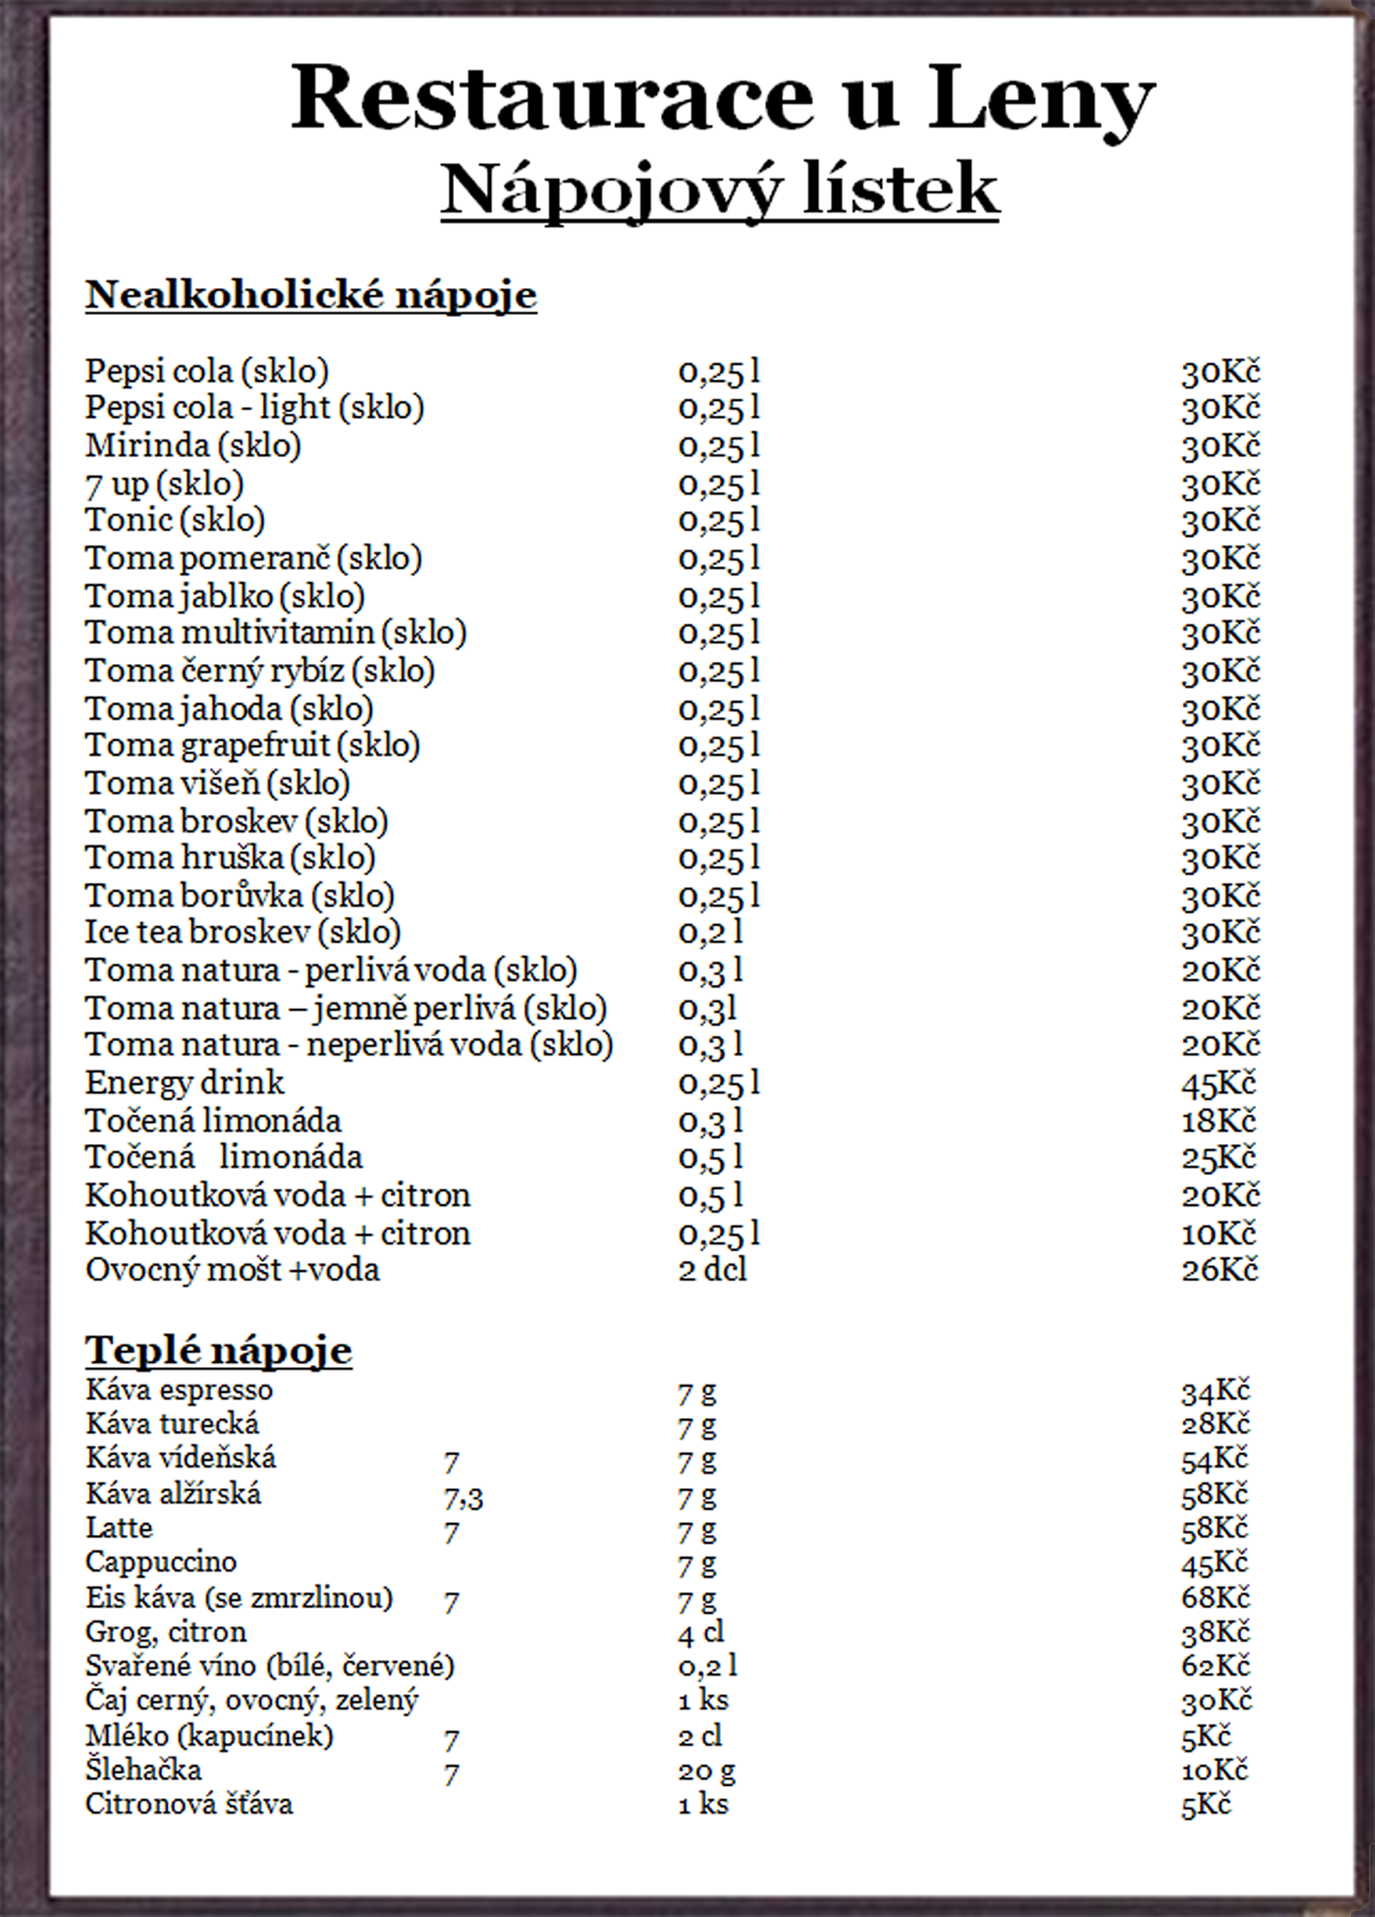 Restaurace u Leny
Nápojový lístek
Nealkoholické nápoje
Pepsi cola (sklo) 0,25 l 30Kč
Pepsi cola - light (sklo) 0,25 l 30Kč
Mirinda (sklo) 0,25 l 30Kč
7 up (sklo) 0,25 l 30Kč
Tonic (sklo) 0,25 l 30Kč
Toma pomeranč (sklo) 0,25 l 30Kč
Toma jablko (sklo) 0,25 l 30Kč
Toma multivitamin (sklo) 0,25 l 30Kč
Toma černý rybíz (sklo) 0,25 l 30Kč
Toma jahoda (sklo) 0,25 l 30Kč
Toma grapefruit (sklo) 0,25 l 30Kč
Toma višeň (sklo) 0,25 l 30Kč
Toma broskev (sklo) 0,25 l 30Kč
Toma hruška (sklo) 0,25 l 30Kč
Toma borůvka (sklo) 0,25 l 30Kč
Ice tea broskev (sklo) 0,2 l 30Kč
Toma natura - perlivá voda (sklo) 0,3 l 20Kč
Toma natura – jemně perlivá (sklo) 0,3l 20Kč
Toma natura - neperlivá voda (sklo) 0,3 l 20Kč
Energy drink 0,25 l 45Kč
Točená limonáda 0,3 l 18Kč
Točená limonáda 0,5 l 25Kč
Kohoutková voda + citron 0,5 l 20Kč
Kohoutková voda + citron 0,25 l 10Kč
Ovocný mošt +voda 2 dcl 26Kč
Teplé nápoje
Káva espresso 7 g 34Kč
Káva turecká 7 g 28Kč
Káva vídeňská 7 7 g 54Kč
Káva alžírská 7,3 7 g 58Kč
Latte 7 7 g 58Kč
Cappuccino 7 g 45Kč
Eis káva (se zmrzlinou) 7 7 g 68Kč
Grog, citron 4 cl 38Kč
Svařené víno (bílé, červené) 0,2 l 62Kč
Čaj cerný, ovocný, zelený 1 ks 30Kč
Mléko (kapucínek) 7 2 cl 5Kč
Šlehačka 7 20 g 10Kč
Citronová šťáva 1 ks 5Kč